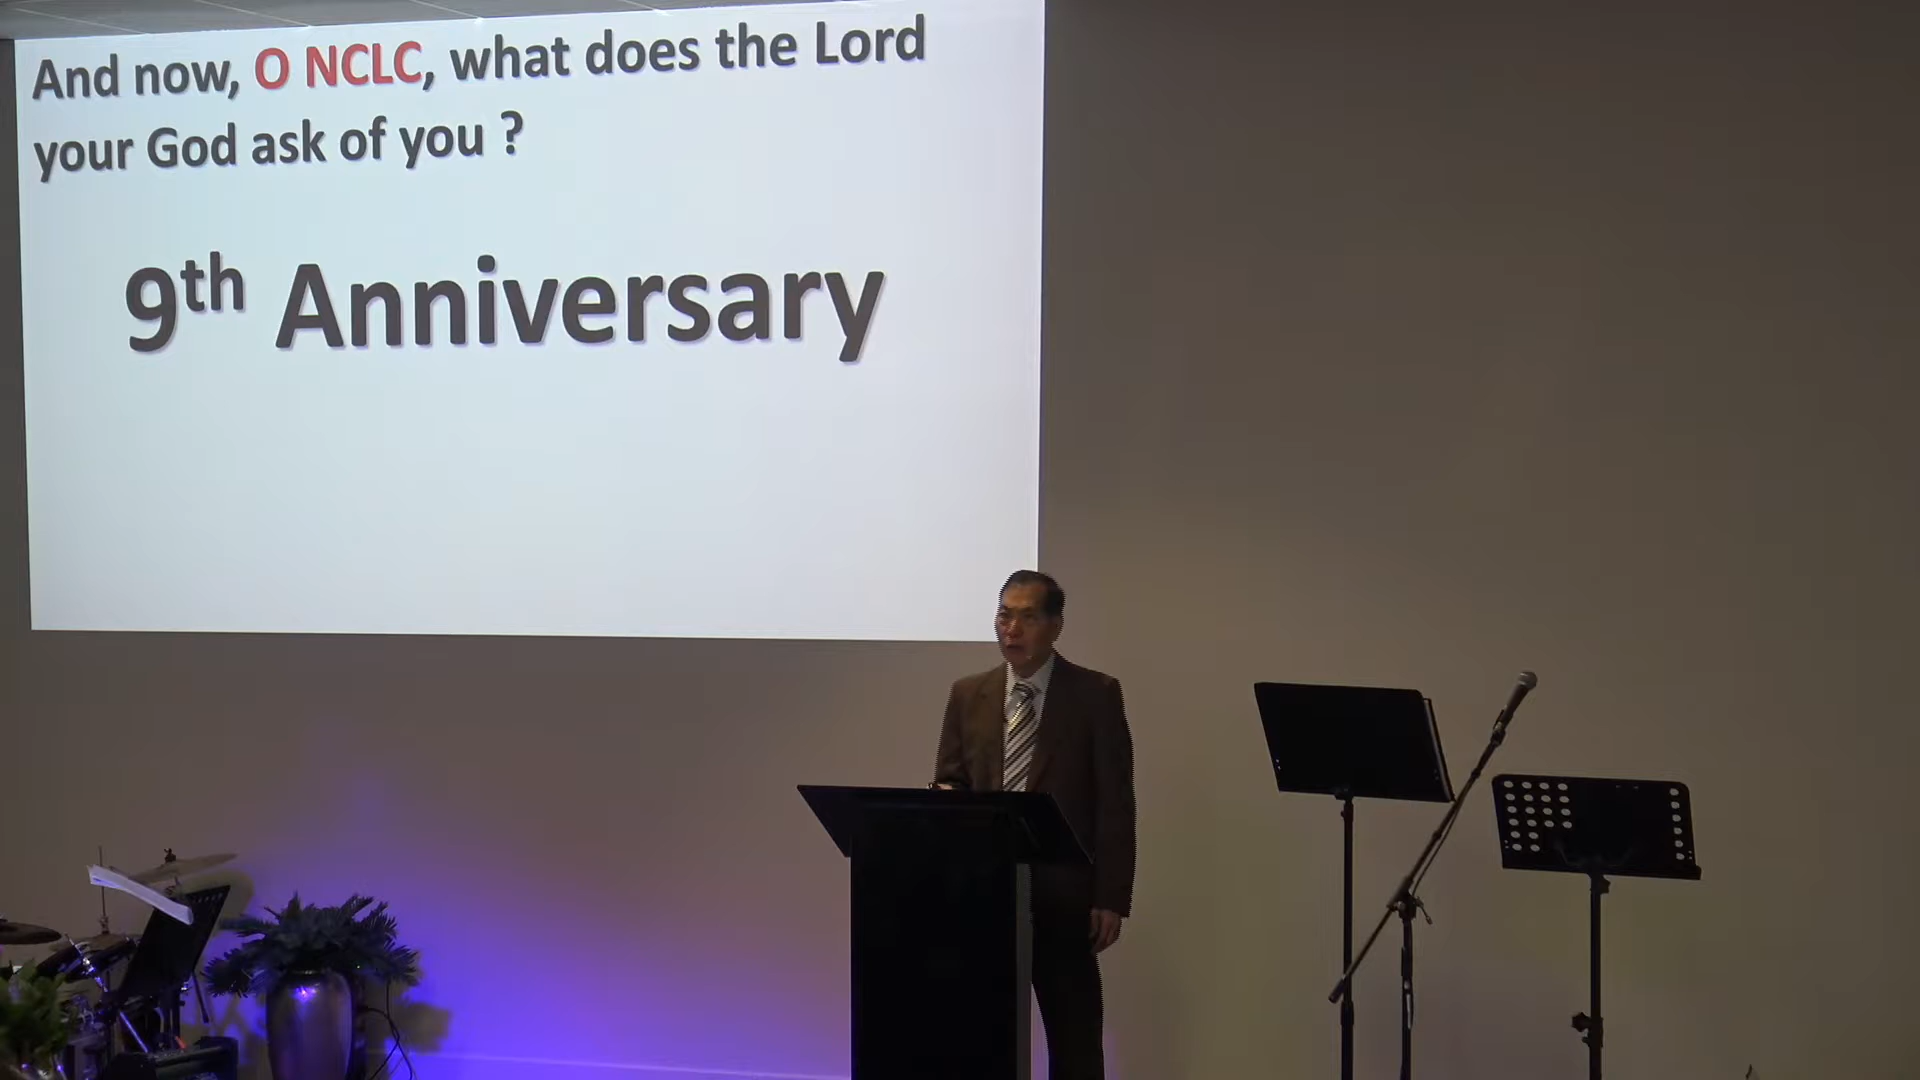 And now, O NCLC, what does the Lord
your God ask of you ?
9th Anniversary